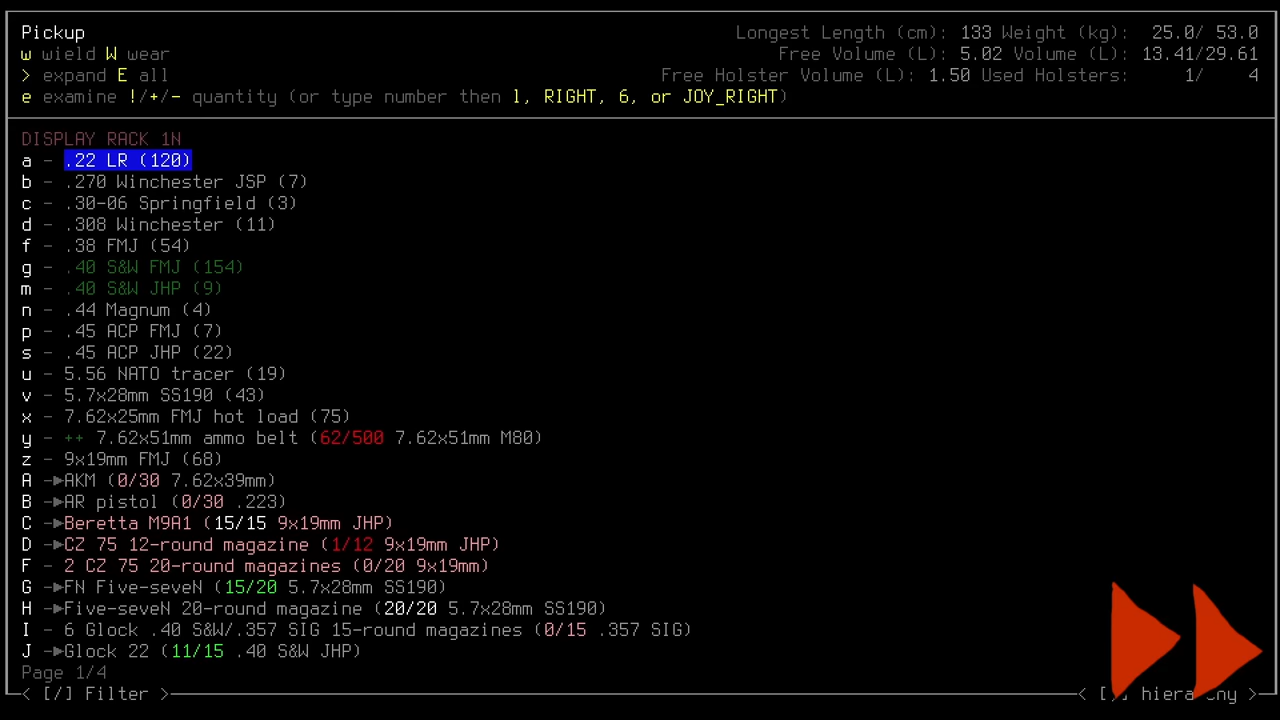 Pickup Longest Length (cm): 133 Weight (kg): 25.0/ 53.0
w wield W wear Free Volume (L): 5.02 Volume (L): 13.41/29.61
> expand E all Free Holster Volume (L): 1.50 Used Holsters: 1/ 4
e examine !/+/- quantity (or type number then l, RIGHT, 6, or JOY_RIGHT)
DISPLAY RACK 1N
a - .22 LR (120)
b - .270 Winchester JSP (7)
c - .30-06 Springfield (3)
d - .308 Winchester (11)
f - .38 FMJ (54)
g - .40 S&W FMJ (154)
m - .40 S&W JHP (9)
n - .44 Magnum (4)
p - .45 ACP FMJ (7)
s - .45 ACP JHP (22)
u - 5.56 NATO tracer (19)
v - 5.7x28mm SS190 (43)
x - 7.62x25mm FMJ hot load (75)
y - ++ 7.62x51mm ammo belt (62/500 7.62x51mm M80)
z - 9x19mm FMJ (68)
A -▶AKM (0/30 7.62x39mm)
B -▶AR pistol (0/30 .223)
C -▶Beretta M9A1 (15/15 9x19mm JHP)
D -▶CZ 75 12-round magazine (1/12 9x19mm JHP)
F - 2 CZ 75 20-round magazines (0/20 9x19mm)
G -▶FN Five-seveN (15/20 5.7x28mm SS190)
H -▶Five-seveN 20-round magazine (20/20 5.7x28mm SS190)
I - 6 Glock .40 S&W/.357 SIG 15-round magazines (0/15 .357 SIG)
J -▶Glock 22 (11/15 .40 S&W JHP)
Page 1/4
< [/] Filter >